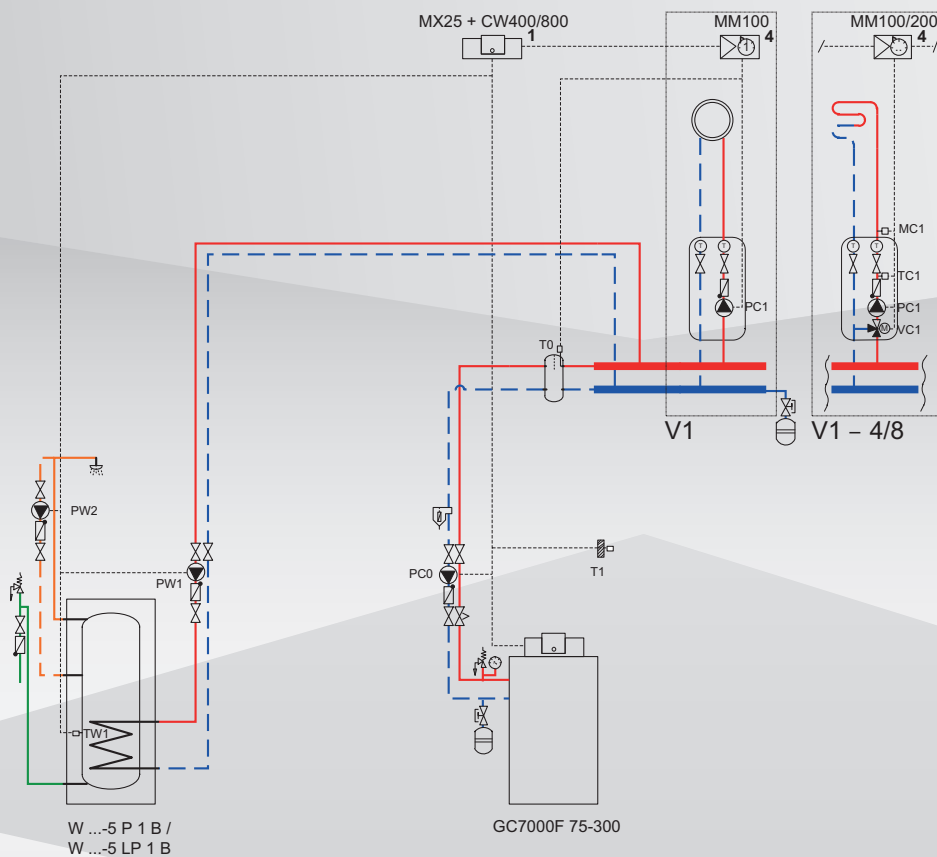 MX25 + CW400/800
1
MM100
4
MM100/200
4
1
MC1
T
T
T
T
TC1
PC1
PC1
M
VC1
T0
V1
V1 – 4/8
PW2
PC0
T1
PW1
TW1
W ...-5 P 1 B /
W ...-5 LP 1 B
GC7000F 75-300